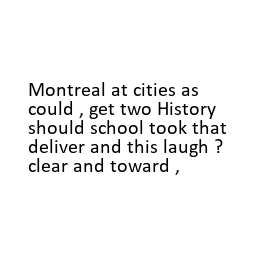 Montreal at cities as
could , get two History
should school took that
deliver and this laugh ?
clear and toward ,